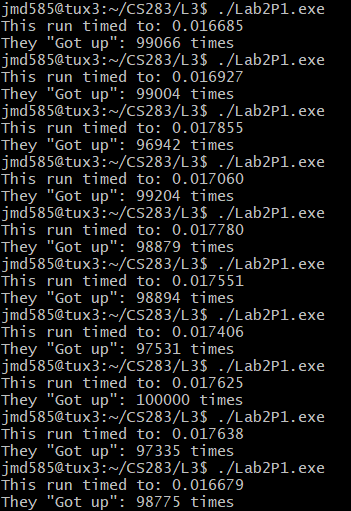 jmd585@tux3:~/CS283/L3$ ./Lab2P1.exe
This run timed to: 0.016685
They "Got up": 99066 times
jmd585@tux3:~/CS283/L3$ ./Lab2P1.exe
This run timed to: 0.016927
They "Got up": 99004 times
jmd585@tux3:~/CS283/L3$ ./Lab2P1.exe
This run timed to: 0.017855
They "Got up": 96942 times
jmd585@tux3:~/CS283/L3$ ./Lab2P1.exe
This run timed to: 0.017060
They "Got up": 99204 times
jmd585@tux3:~/CS283/L3$ ./Lab2P1.exe
This run timed to: 0.017780
They "Got up": 98879 times
jmd585@tux3:~/CS283/L3$ ./Lab2P1.exe
This run timed to: 0.017551
They "Got up": 98894 times
jmd585@tux3:~/CS283/L3$ ./Lab2P1.exe
This run timed to: 0.017406
They "Got up": 97531 times
jmd585@tux3:~/CS283/L3$ ./Lab2P1.exe
This run timed to: 0.017625
They "Got up": 100000 times
jmd585@tux3:~/CS283/L3$ ./Lab2P1.exe
This run timed to: 0.017638
They "Got up": 97335 times
jmd585@tux3:~/CS283/L3$ ./Lab2P1.exe
This run timed to: 0.016679
They "Got up": 98775 times